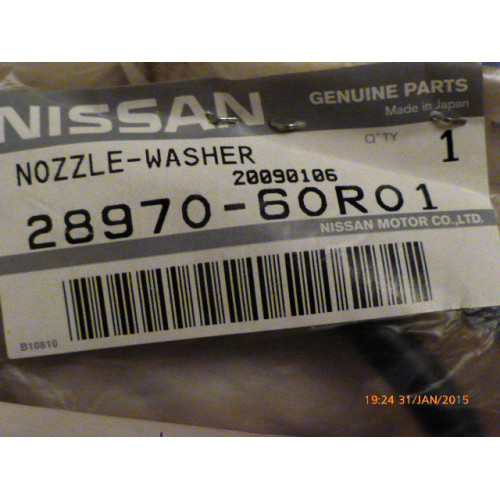 NISSAN
GENUINE PARTS
Made in Japan
NOZZLE-WASHER
Q'TY 1
20090106
28970-60R01
NISSAN MOTOR CO.,LTD.
B10810
19:24 31/JAN/2015